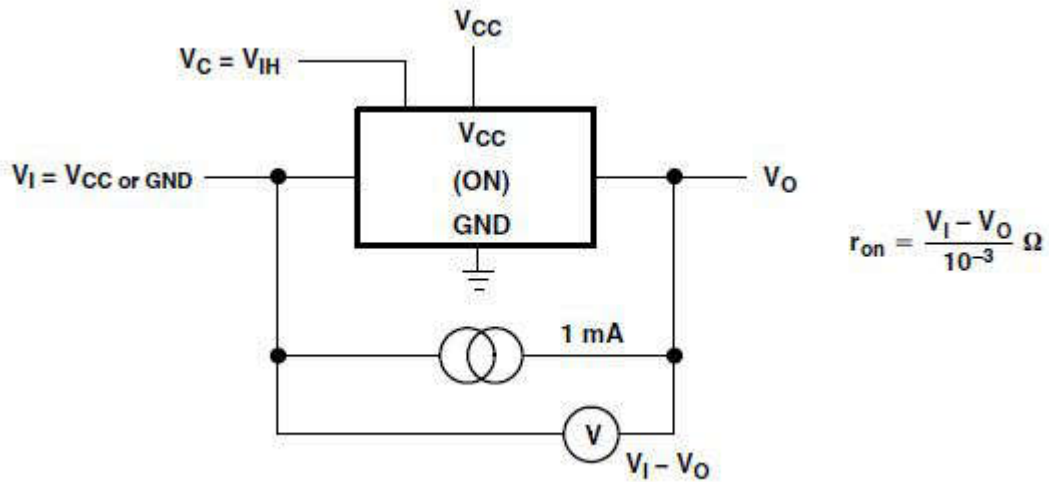 VCC
VC = VIH
VCC
VI = VCC or GND
(ON)
VO
GND
ron = VI – VO / 10–3 Ω
1 mA
V
VI – VO